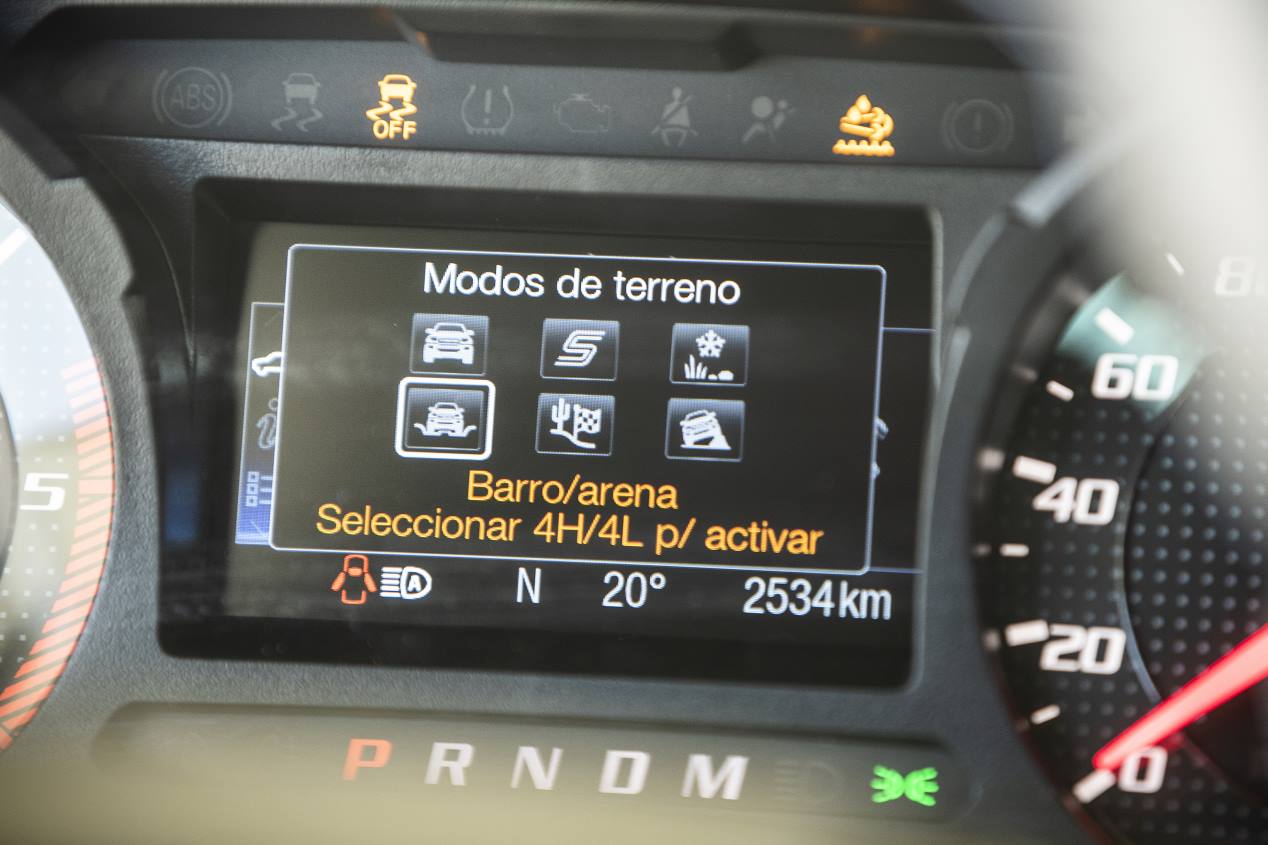 ABS
OFF
Modos de terreno
Barro/arena
Seleccionar 4H/4L p/ activar
A N 20° 2534 km
P R N D M
5
60
40
20
0